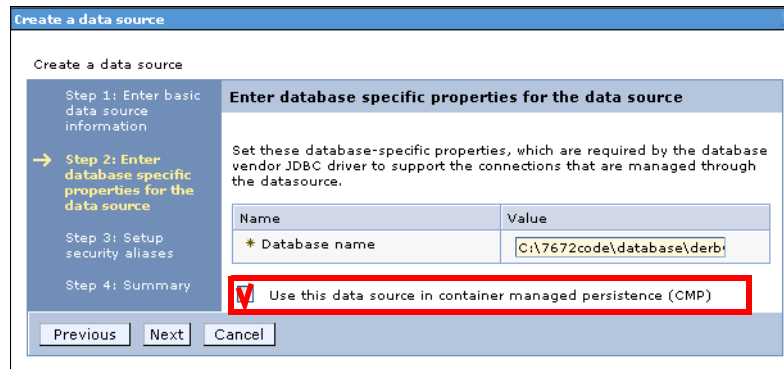 Create a data source
Create a data source
Step 1: Enter basic
data source
information
→ Step 2: Enter
database specific
properties for the
data source
Step 3: Setup
security aliases
Step 4: Summary
Enter database specific properties for the data source
Set these database-specific properties, which are required by the database
vendor JDBC driver to support the connections that are managed through
the datasource.
Name Value
* Database name C:\7672code\database\derb
Use this data source in container managed persistence (CMP)
Previous Next Cancel